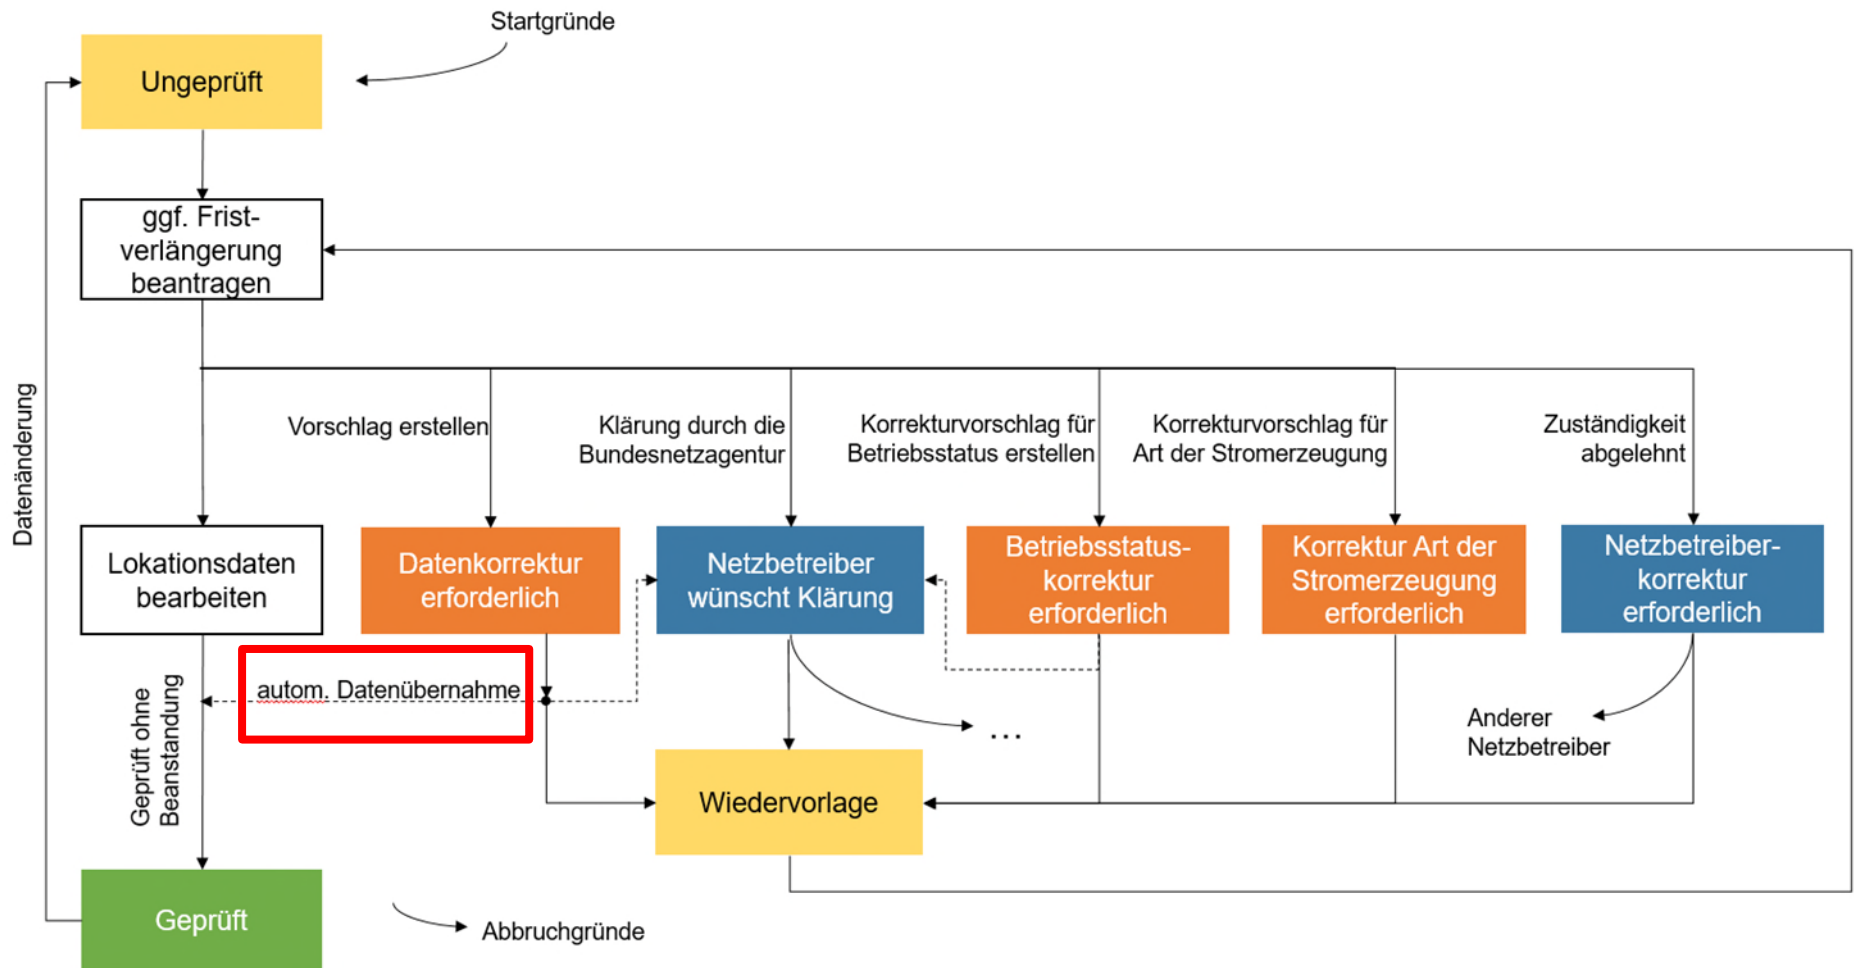 Startgründe
Ungeprüft
ggf. Frist-
verlängerung
beantragen
Datenänderung
Vorschlag erstellen
Klärung durch die
Bundesnetzagentur
Korrekturvorschlag für
Betriebsstatus erstellen
Korrekturvorschlag für
Art der Stromerzeugung
Zuständigkeit
abgelehnt
Lokationsdaten
bearbeiten
Datenkorrektur
erforderlich
Netzbetreiber
wünscht Klärung
Betriebsstatus-
korrektur
erforderlich
Korrektur Art der
Stromerzeugung
erforderlich
Netzbetreiber-
korrektur
erforderlich
autom. Datenübernahme
Geprüft ohne
Beanstandung
...
Anderer
Netzbetreiber
Wiedervorlage
Geprüft
Abbruchgründe